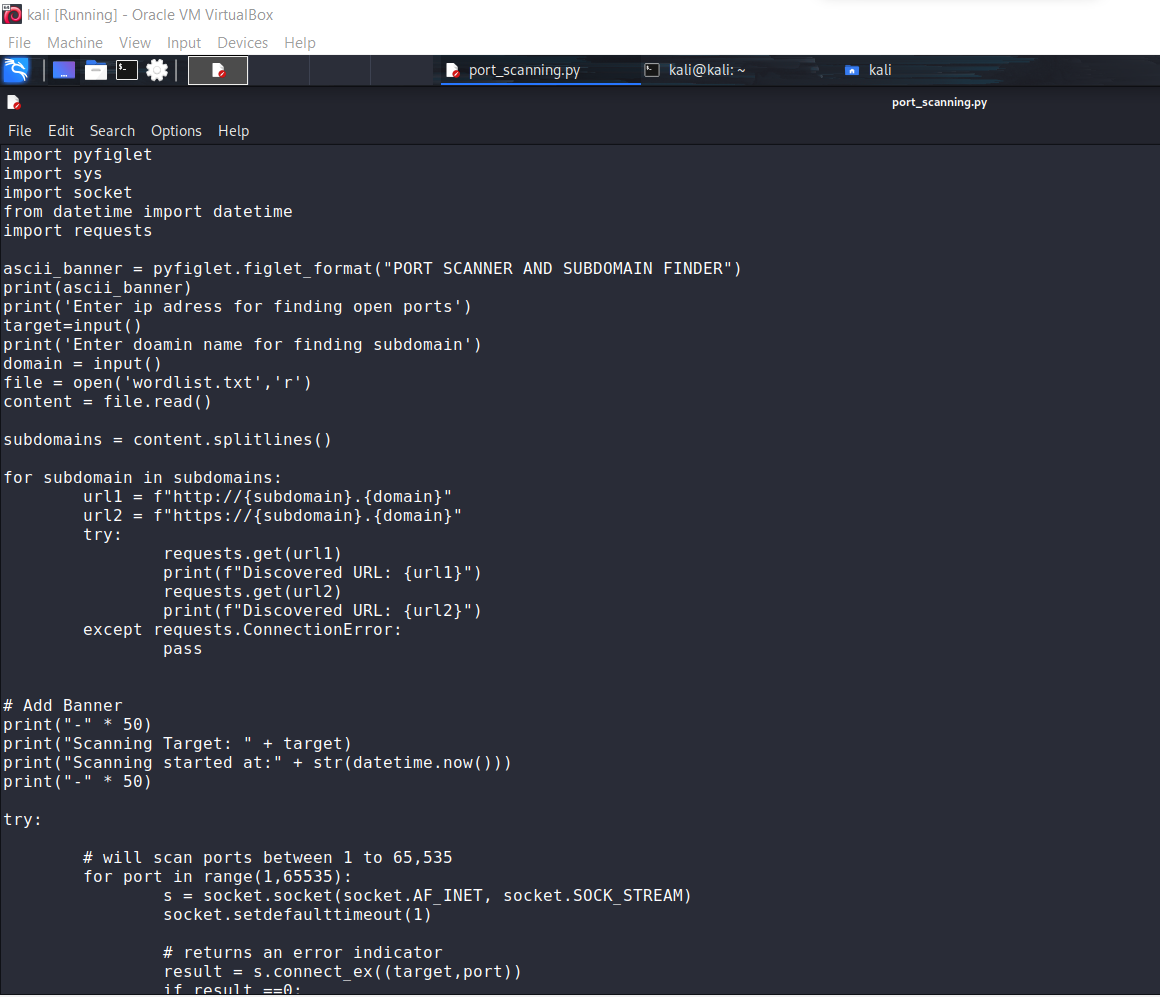 kali [Running] - Oracle VM VirtualBox
File Machine View Input Devices Help
port_scanning.py kali@kali: ~ kali
port_scanning.py
File Edit Search Options Help
import pyfiglet
import sys
import socket
from datetime import datetime
import requests
ascii_banner = pyfiglet.figlet_format("PORT SCANNER AND SUBDOMAIN FINDER")
print(ascii_banner)
print('Enter ip adress for finding open ports')
target=input()
print('Enter doamin name for finding subdomain')
domain = input()
file = open('wordlist.txt','r')
content = file.read()
subdomains = content.splitlines()
for subdomain in subdomains:
        url1 = f"http://{subdomain}.{domain}"
        url2 = f"https://{subdomain}.{domain}"
        try:
                requests.get(url1)
                print(f"Discovered URL: {url1}")
                requests.get(url2)
                print(f"Discovered URL: {url2}")
        except requests.ConnectionError:
                pass
# Add Banner
print("-" * 50)
print("Scanning Target: " + target)
print("Scanning started at:" + str(datetime.now()))
print("-" * 50)
try:
        # will scan ports between 1 to 65,535
        for port in range(1,65535):
                s = socket.socket(socket.AF_INET, socket.SOCK_STREAM)
                socket.setdefaulttimeout(1)
                # returns an error indicator
                result = s.connect_ex((target,port))
                if result ==0: